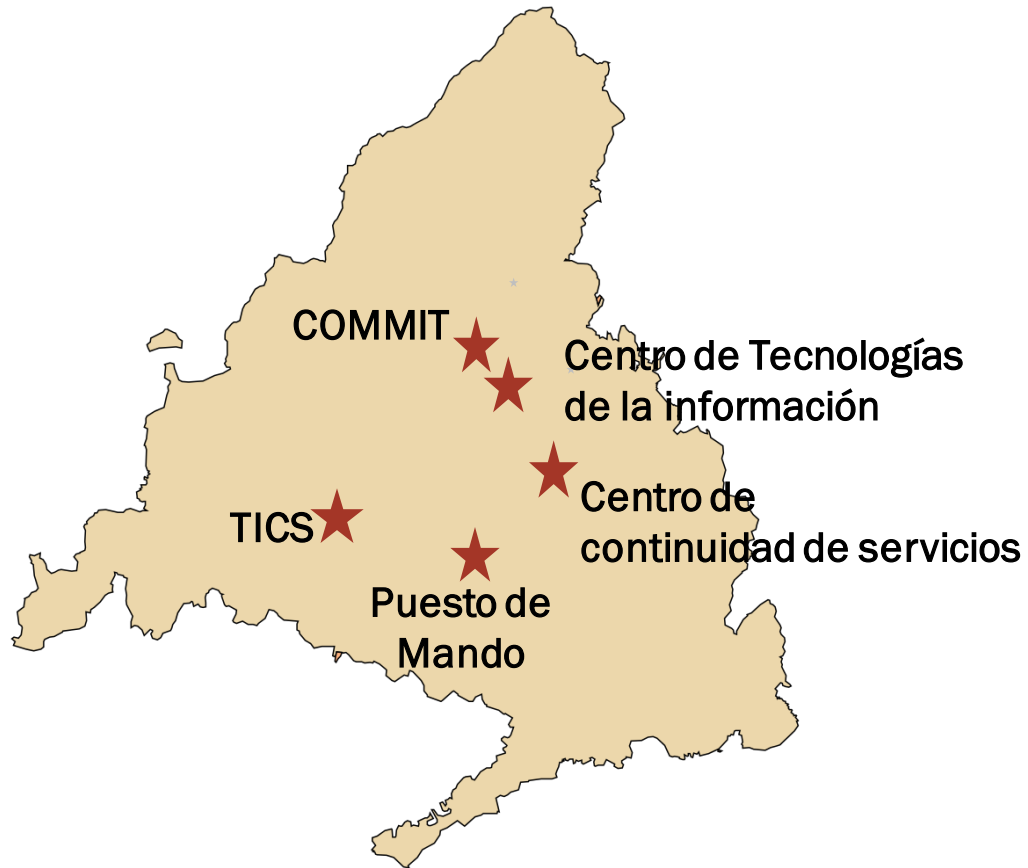 COMMIT
Centro de Tecnologías
de la información
Centro de
continuidad de servicios
TICS
Puesto de
Mando